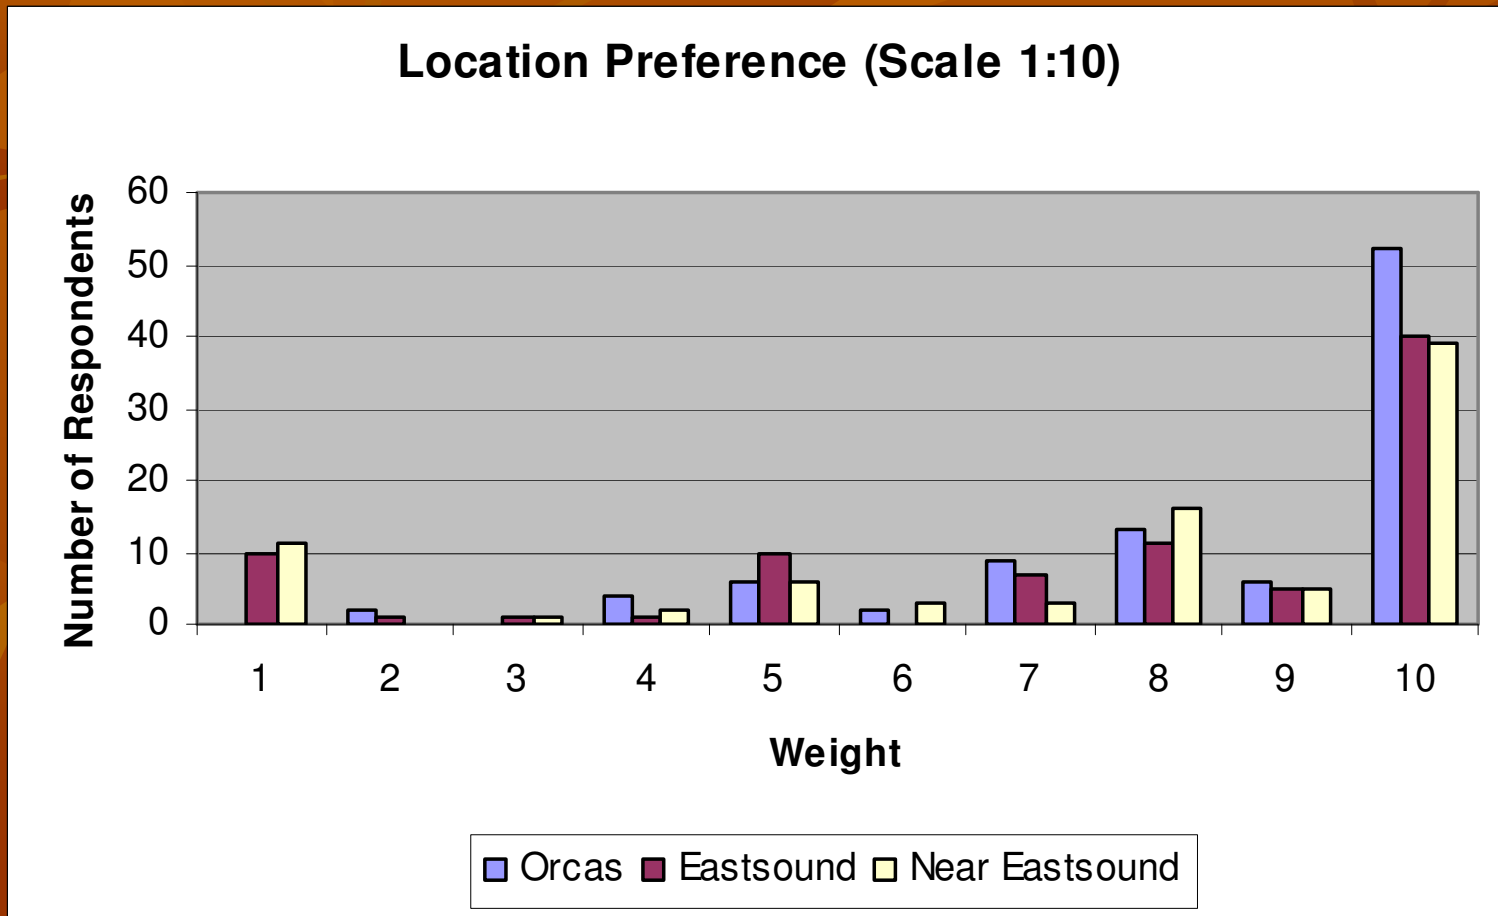 Location Preference (Scale 1:10)
Number of Respondents
60
50
40
30
20
10
0
1 2 3 4 5 6 7 8 9 10
Weight
Orcas Eastsound Near Eastsound